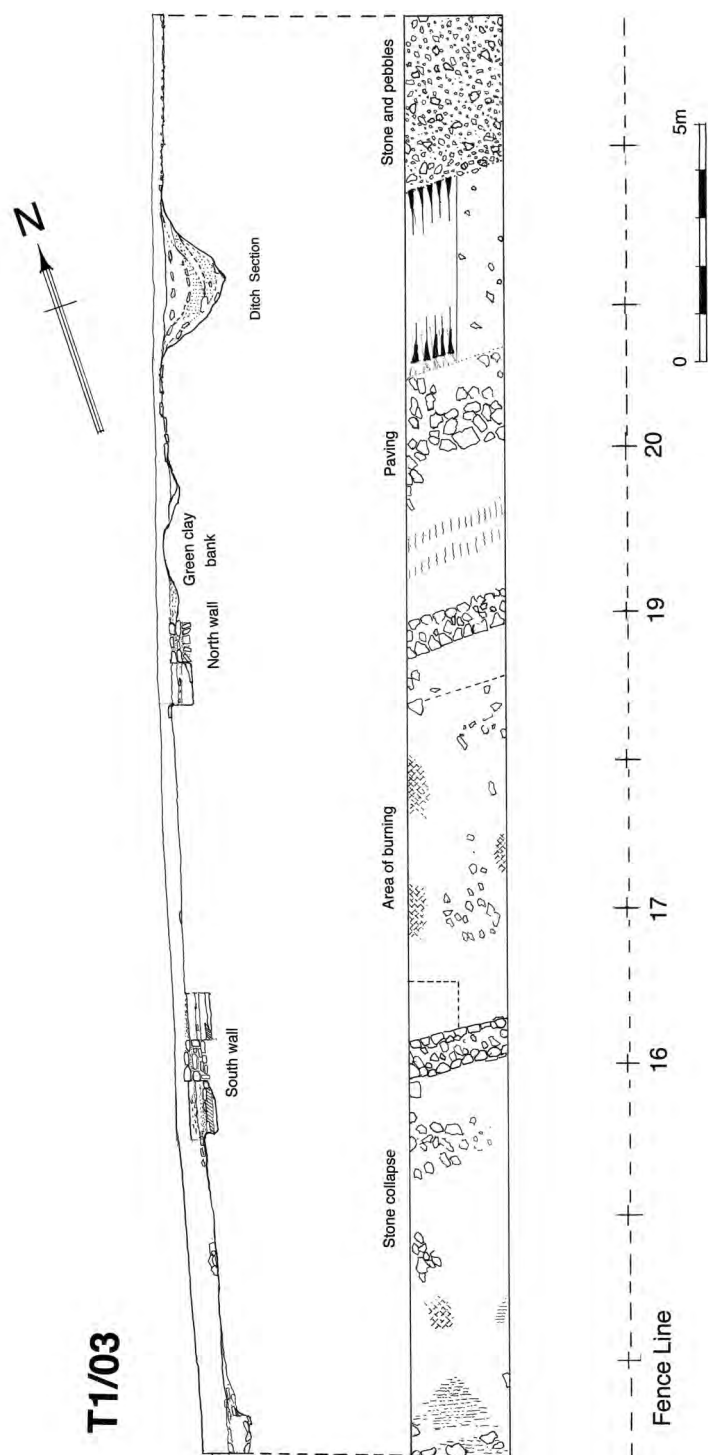 T1/03
N
South wall
North wall
Green clay
bank
Ditch Section
Stone collapse
Area of burning
Paving
Stone and pebbles
Fence Line
16
17
19
20
0
5m